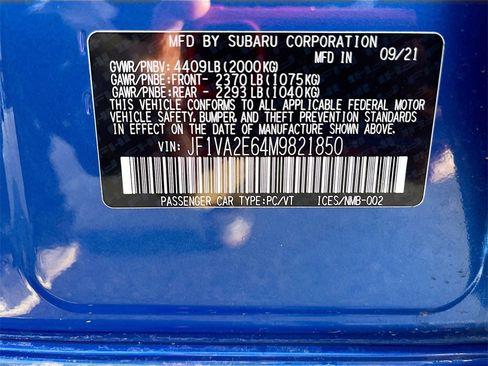 MFD BY SUBARU CORPORATION
MFD IN 09/21
GVWR/PNBV: 4409LB(2000KG)
GAWR/PNBE:FRONT- 2370LB(1075KG)
GAWR/PNBE:REAR - 2293LB(1040KG)
THIS VEHICLE CONFORMS TO ALL APPLICABLE FEDERAL MOTOR
VEHICLE SAFETY, BUMPER, AND THEFT PREVENTION STANDARDS IN
EFFECT ON THE DATE OF MANUFACTURE SHOWN ABOVE.
VIN: JF1VA2E64M9821850
PASSENGER CAR TYPE:PC/VT ICES/NMB-002